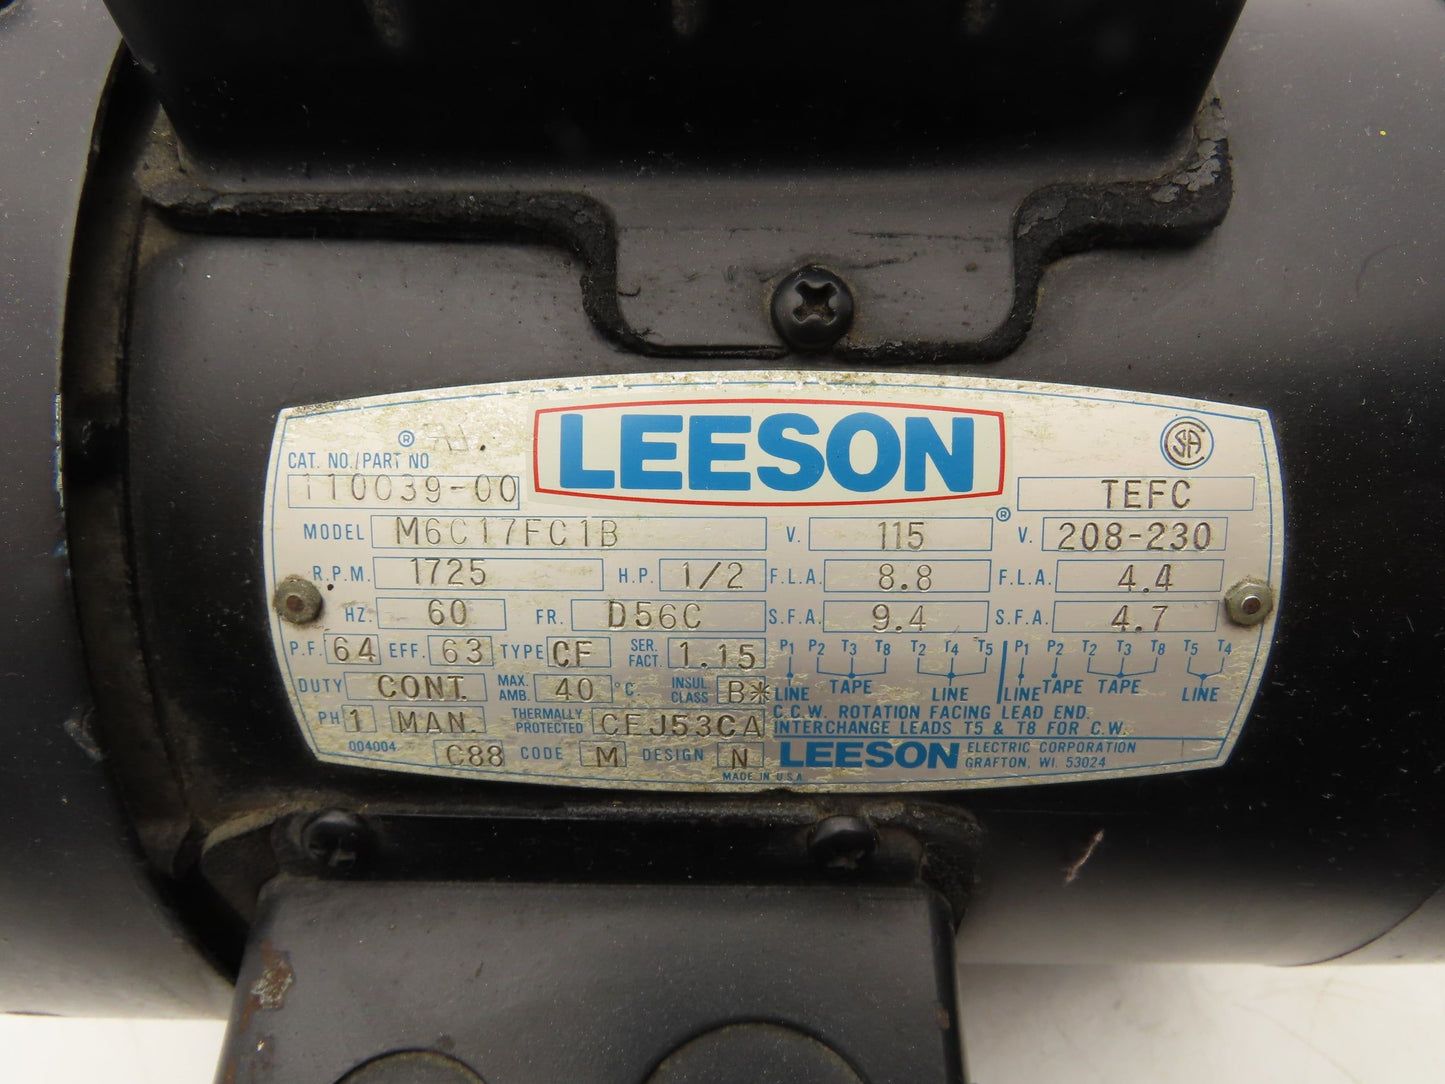 LEESON ®
®
CSA
CAT. NO./PART NO 110039-00 TEFC
MODEL M6C17FC1B V. 115 V. 208-230
R.P.M. 1725 H.P. 1/2 F.L.A. 8.8 F.L.A. 4.4
HZ. 60 FR. D56C S.F.A. 9.4 S.F.A. 4.7
P.F. 64 EFF. 63 TYPE CF SER. FACT. 1.15 P1 P2 T3 T8 T2 T4 T5 P1 P2 T2 T3 T8 T5 T4
DUTY CONT. MAX. AMB. 40 °C INSUL CLASS B* LINE TAPE LINE LINE TAPE TAPE LINE
PH 1 MAN. THERMALLY PROTECTED CEJ53CA C.C.W. ROTATION FACING LEAD END.
INTERCHANGE LEADS T5 & T8 FOR C.W.
004004 C88 CODE M DESIGN N LEESON ELECTRIC CORPORATION
GRAFTON, WI. 53024
MADE IN U.S.A